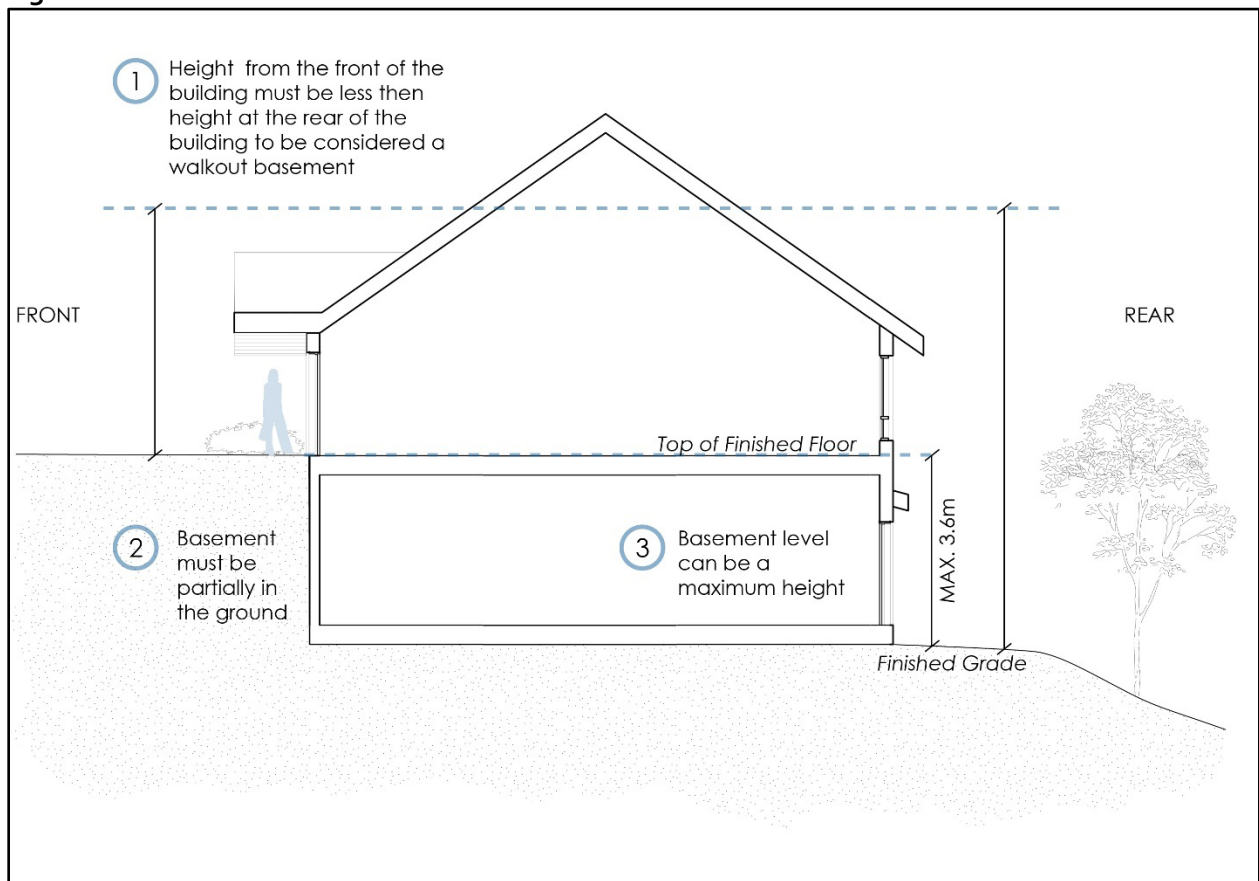 1
Height from the front of the
building must be less then
height at the rear of the
building to be considered a
walkout basement
FRONT
REAR
Top of Finished Floor
2
Basement
must be
partially in
the ground
3
Basement level
can be a
maximum height
MAX. 3.6m
Finished Grade